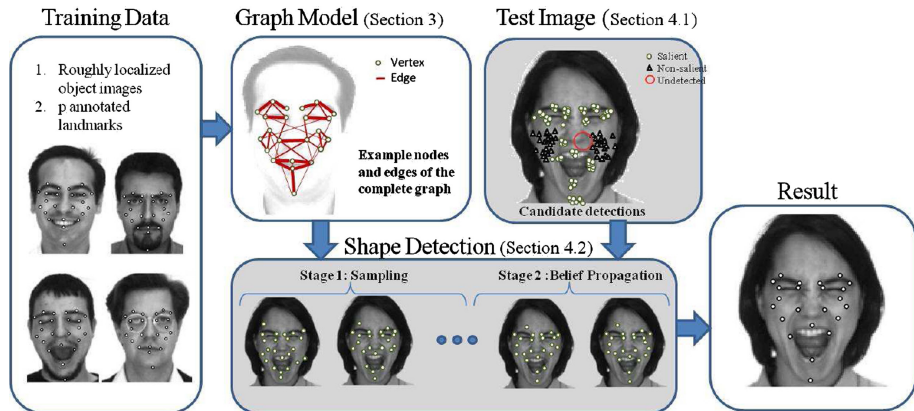 Training Data
1. Roughly localized
object images
2. p annotated
landmarks
Graph Model (Section 3)
Vertex
Edge
Example nodes
and edges of the
complete graph
Test Image (Section 4.1)
Salient
Non-salient
Undetected
Candidate detections
Shape Detection (Section 4.2)
Stage 1: Sampling
Stage 2 : Belief Propagation
Result